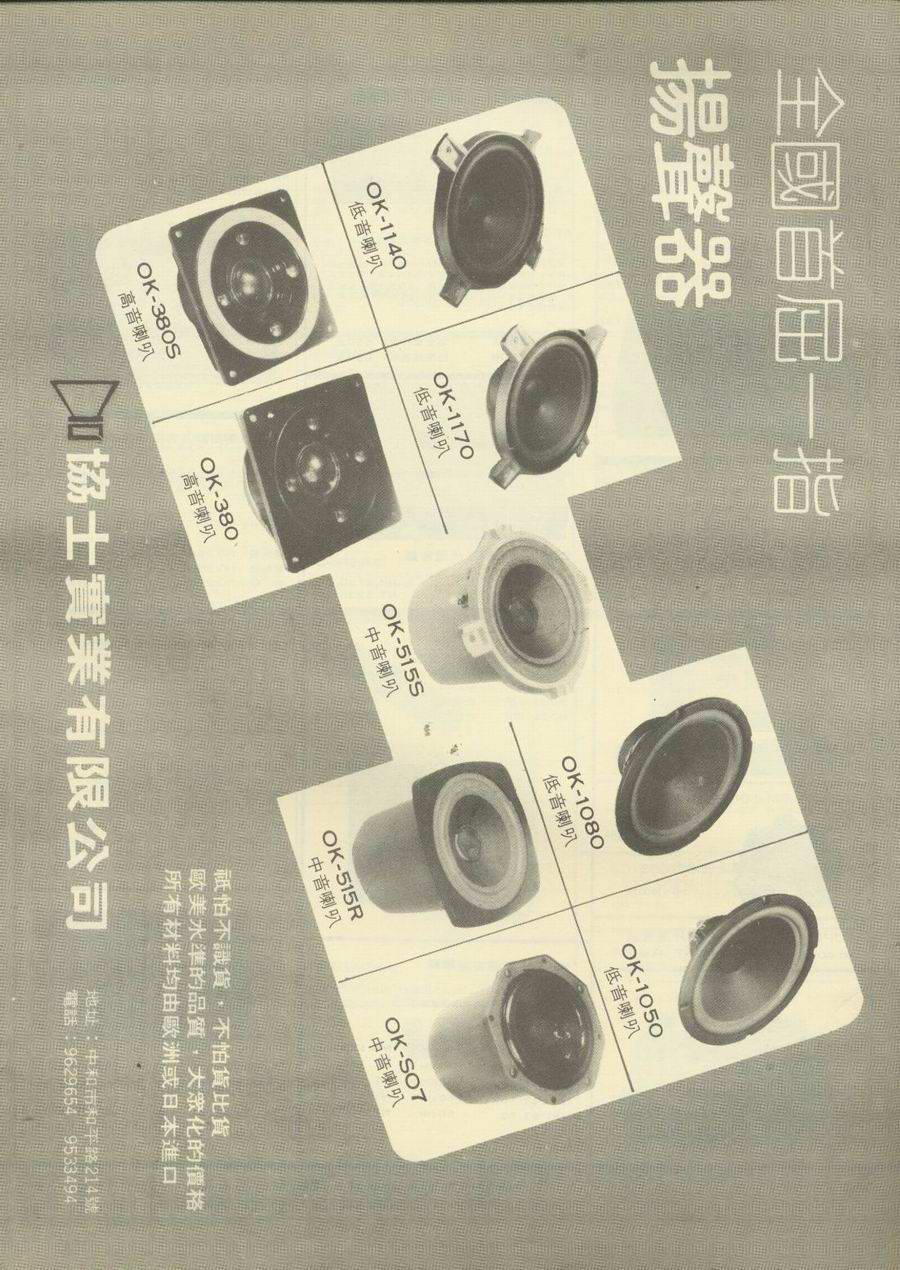 全國首屈一指
揚聲器
OK-1140
低音喇叭
OK-1170
低音喇叭
OK-380S
高音喇叭
OK-380
高音喇叭
OK-515S
中音喇叭
OK-1080
低音喇叭
OK-1050
低音喇叭
OK-515R
中音喇叭
OK-SO7
中音喇叭
祇怕不識貨，不怕貨比貨
歐美水準的品質，大眾化的價格
所有材料均由歐洲或日本進口
協士實業有限公司
地址：中和市和平路214號
電話：9629654 9533494